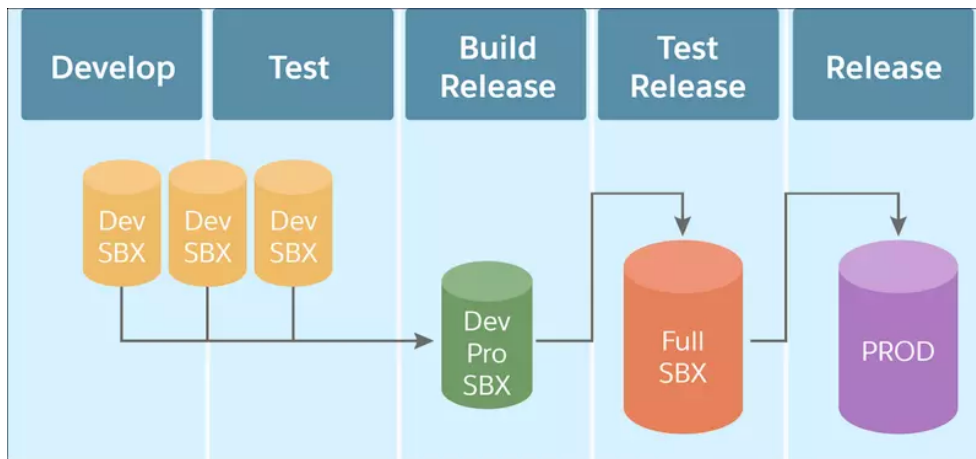 Develop
Test
Build
Release
Test
Release
Release
Dev
SBX
Dev
SBX
Dev
SBX
Dev
Pro
SBX
Full
SBX
PROD